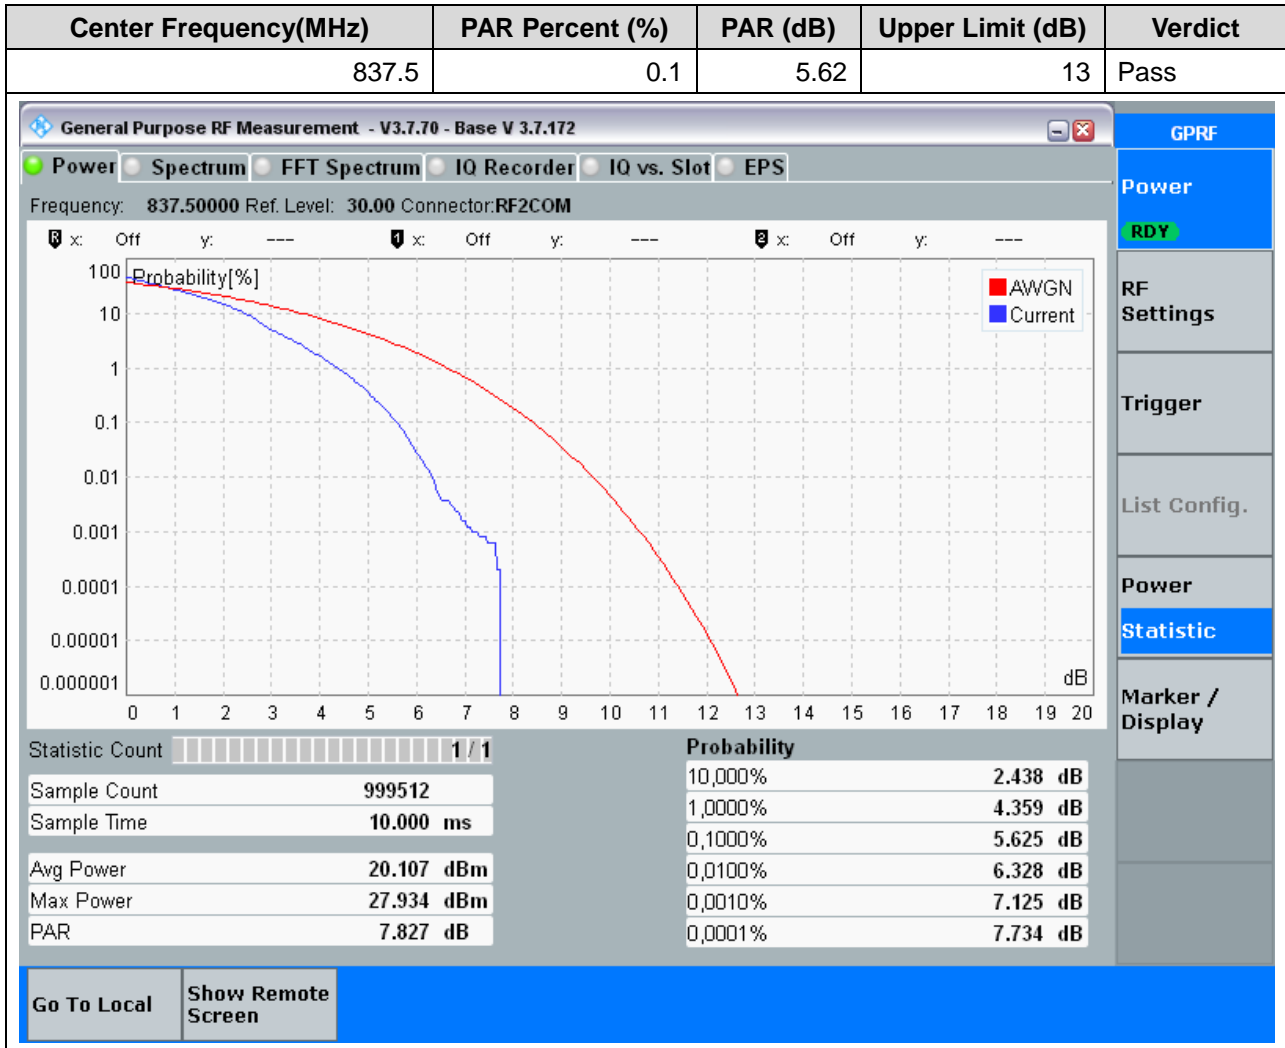 Center Frequency(MHz) PAR Percent (%) PAR (dB) Upper Limit (dB) Verdict
837.5 0.1 5.62 13 Pass
General Purpose RF Measurement - V3.7.70 - Base V 3.7.172
GPRF
Power Spectrum FFT Spectrum IQ Recorder IQ vs. Slot EPS
Frequency: 837.50000 Ref. Level: 30.00 Connector:RF2COM
R x: Off y: --- 1 x: Off y: --- 2 x: Off y: ---
Probability[%]
AWGN
Current
100
10
1
0.1
0.01
0.001
0.0001
0.00001
0.000001
dB
0 1 2 3 4 5 6 7 8 9 10 11 12 13 14 15 16 17 18 19 20
Statistic Count 1 / 1
Sample Count 999512
Sample Time 10.000 ms
Avg Power 20.107 dBm
Max Power 27.934 dBm
PAR 7.827 dB
Probability
10,000% 2.438 dB
1,0000% 4.359 dB
0,1000% 5.625 dB
0,0100% 6.328 dB
0,0010% 7.125 dB
0,0001% 7.734 dB
Power
RDY
RF
Settings
Trigger
List Config.
Power
Statistic
Marker /
Display
Go To Local
Show Remote
Screen